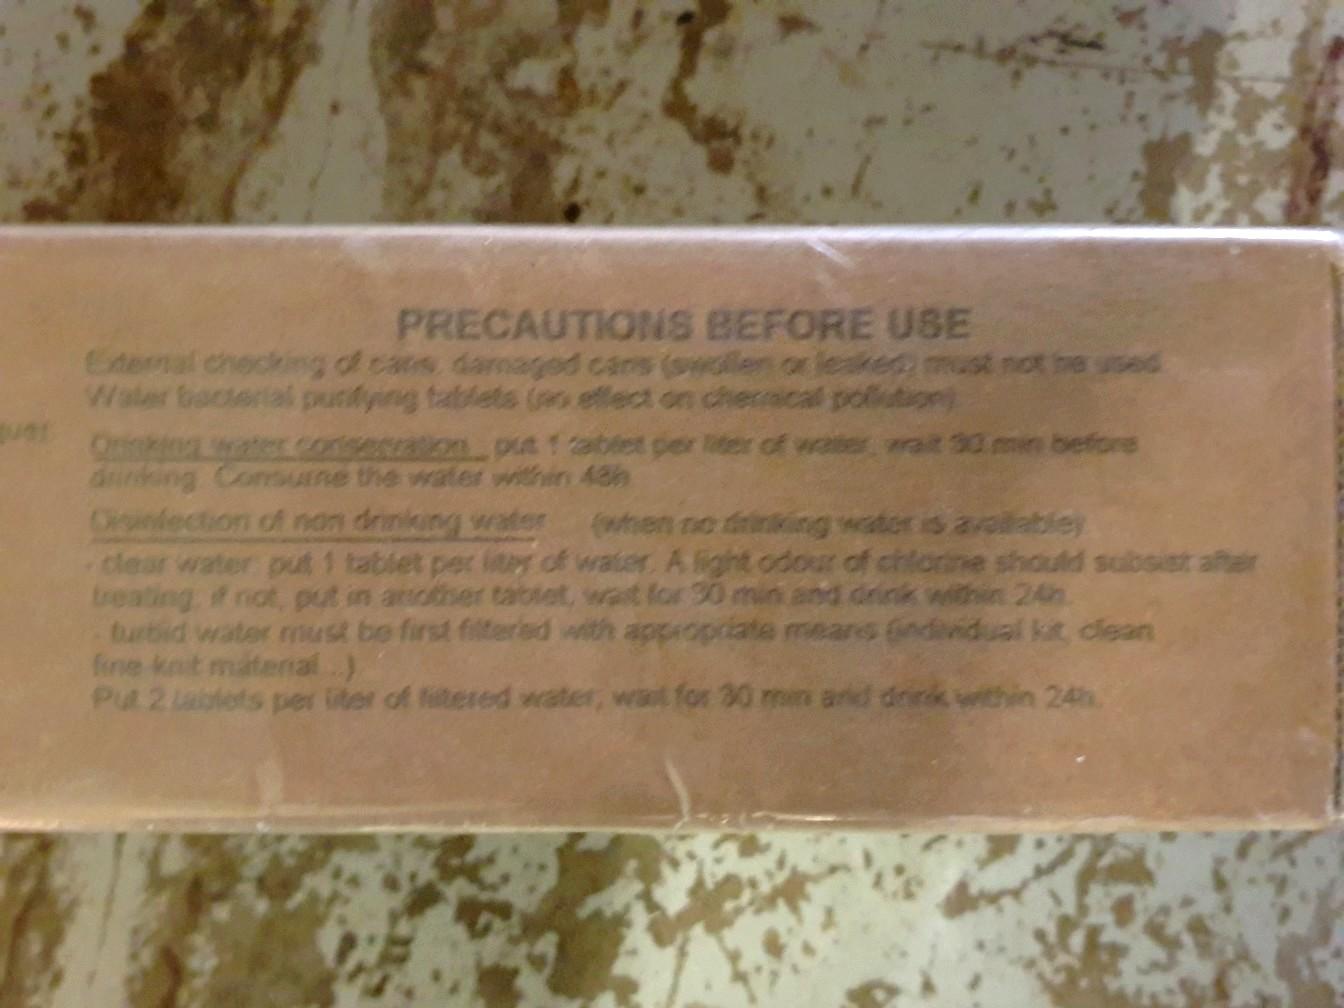 PRECAUTIONS BEFORE USE
External checking of cans: damaged cans (swollen or leaked) must not be used.
Water bacterial purifying tablets (no effect on chemical pollution).
Drinking water conservation put 1 tablet per liter of water, wait 30 min before
drinking. Consume the water within 48h
Disinfection of non drinking water (when no drinking water is available)
- clear water: put 1 tablet per liter of water. A light odour of chlorine should subsist after
treating, if not, put in another tablet, wait for 30 min and drink within 24h.
- turbid water must be first filtered with appropriate means (individual kit, clean
fine-knit material...)
Put 2 tablets per liter of filtered water, wait for 30 min and drink within 24h.